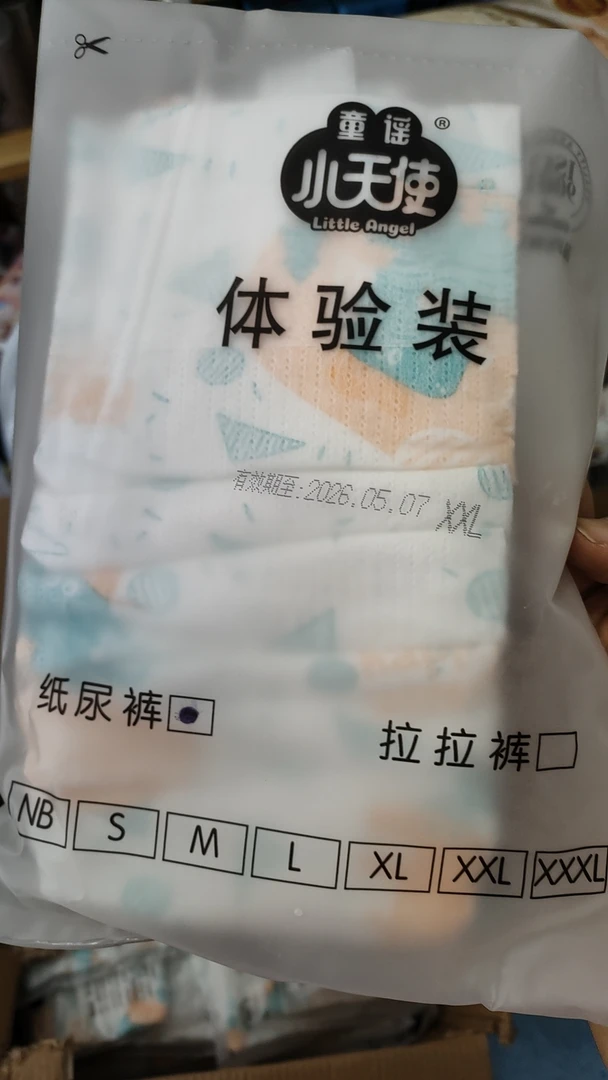 童谣®
小天使
Little Angel
体验装
有效期至:2026.05.07 XXL
纸尿裤
拉拉裤
NB S M L XL XXL XXXL